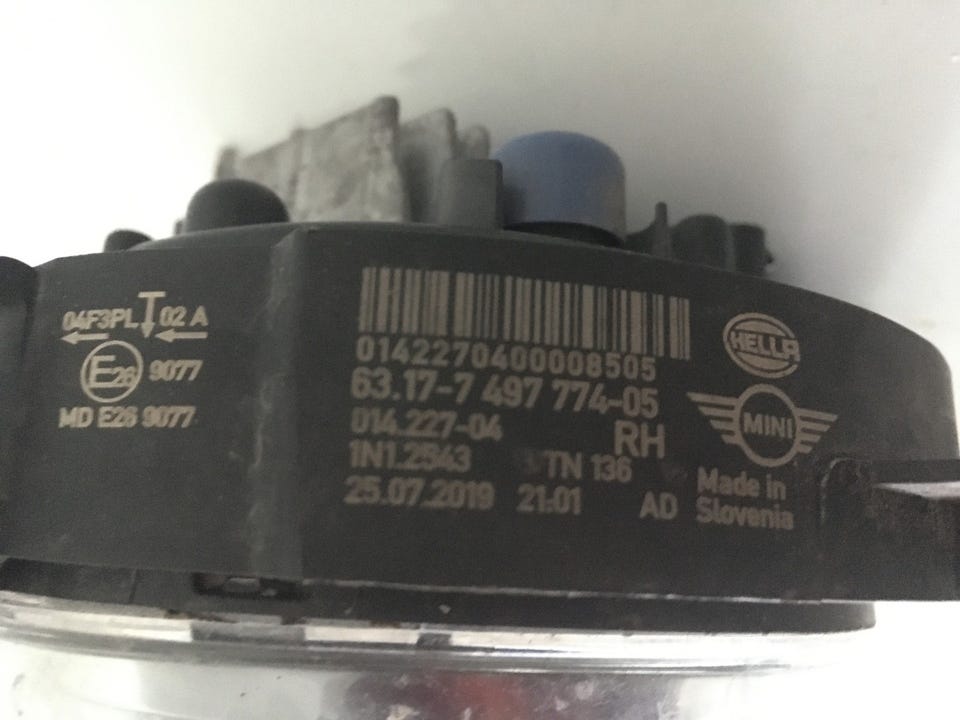 04F3PL T 02 A
E26 9077
MD E26 9077
0142270400008505
63.17-7 497 774-05
014.227-04
RH
1N1.2543
TN 136
25.07.2019 21:01
AD
HELLA
MINI
Made in
Slovenia